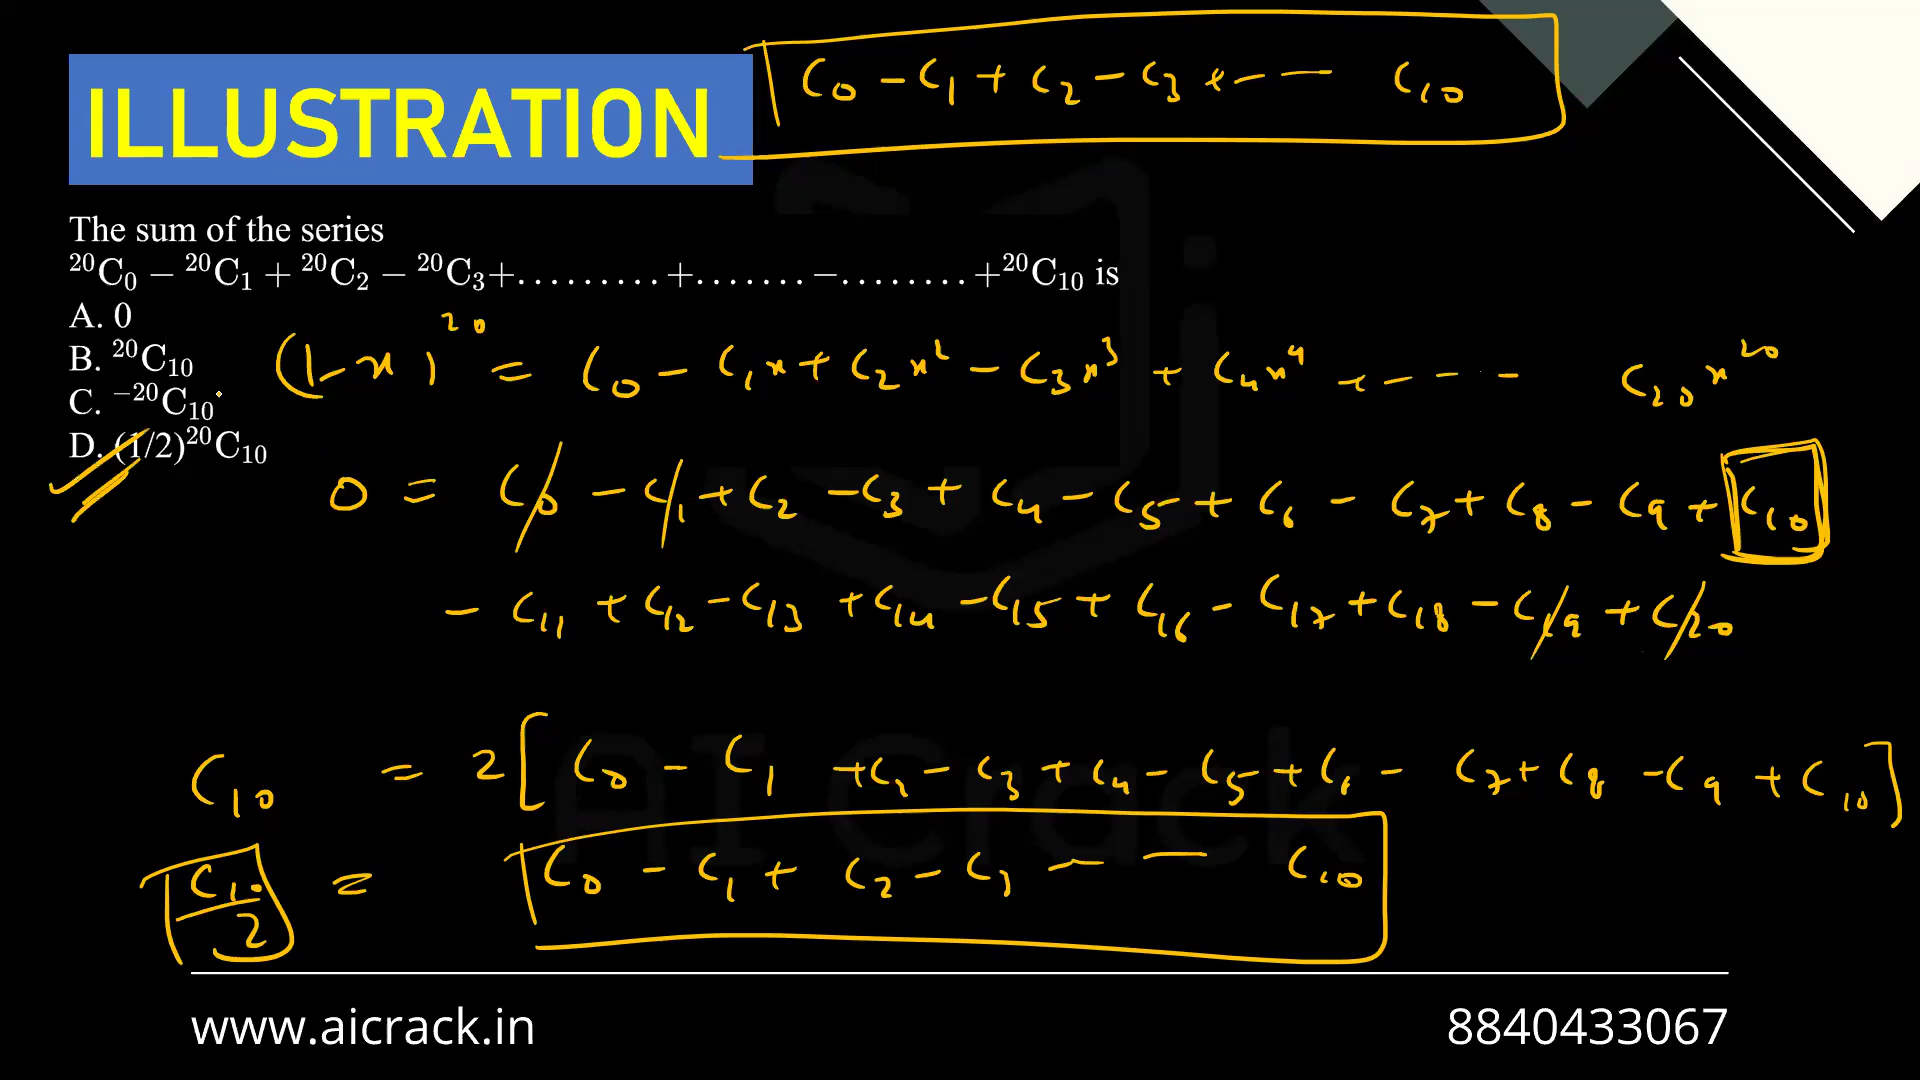 C₀ - C₁ + C₂ - C₃ + - — C₁₀
ILLUSTRATION
The sum of the series
²⁰C₀ − ²⁰C₁ + ²⁰C₂ − ²⁰C₃+.........+.......−........+²⁰C₁₀ is
A. 0
B. ²⁰C₁₀
C. ⁻²⁰C₁₀
D. (1/2)²⁰C₁₀
(1-x)²⁰ = C₀ - C₁x + C₂x² - C₃x³ + C₄x⁴ + - - - - C₂₀x²⁰
0 = C₀ - C₁ + C₂ - C₃ + C₄ - C₅ + C₆ - C₇ + C₈ - C₉ + C₁₀
- C₁₁ + C₁₂ - C₁₃ + C₁₄ - C₁₅ + C₁₆ - C₁₇ + C₁₈ - C₁₉ + C₂₀
C₁₀ = 2[C₀ - C₁ + C₂ - C₃ + C₄ - C₅ + C₆ - C₇ + C₈ - C₉ + C₁₀]
C₁₀/2 = C₀ - C₁ + C₂ - C₃ — — C₁₀
AI Crack
www.aicrack.in
8840433067